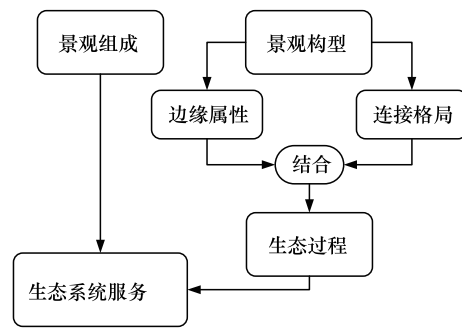 景观组成
景观构型
边缘属性
连接格局
结合
生态过程
生态系统服务